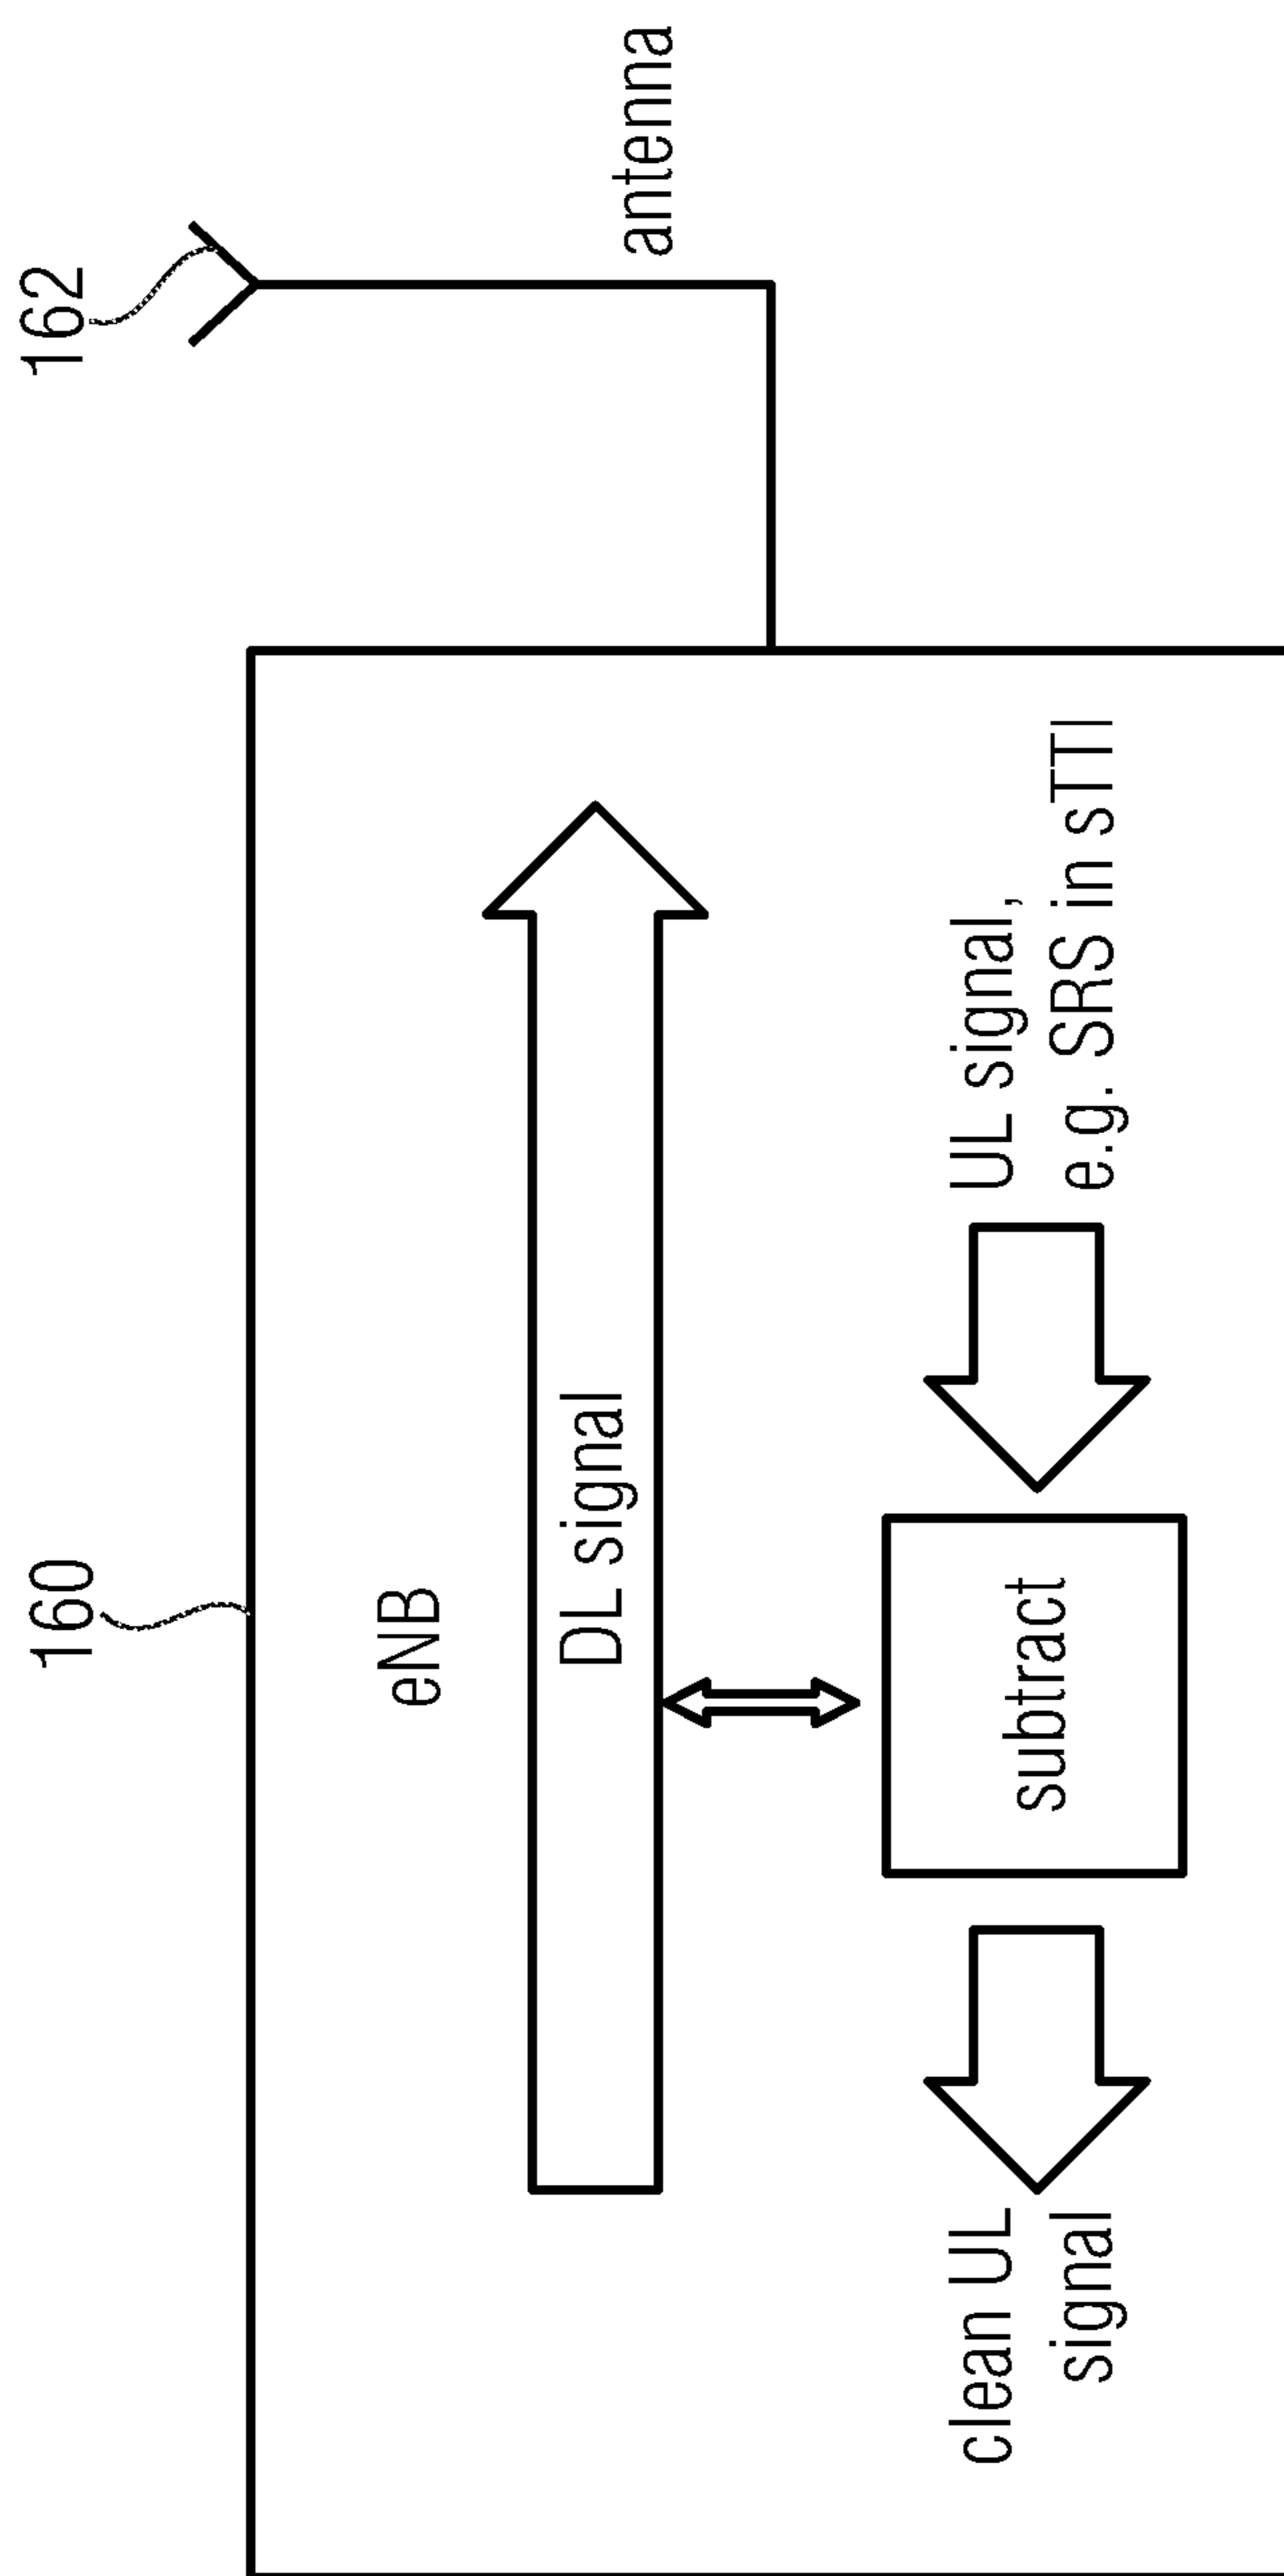 160
162
eNB
antenna
DL signal
clean UL
signal
subtract
UL signal,
e.g. SRS in sTTI